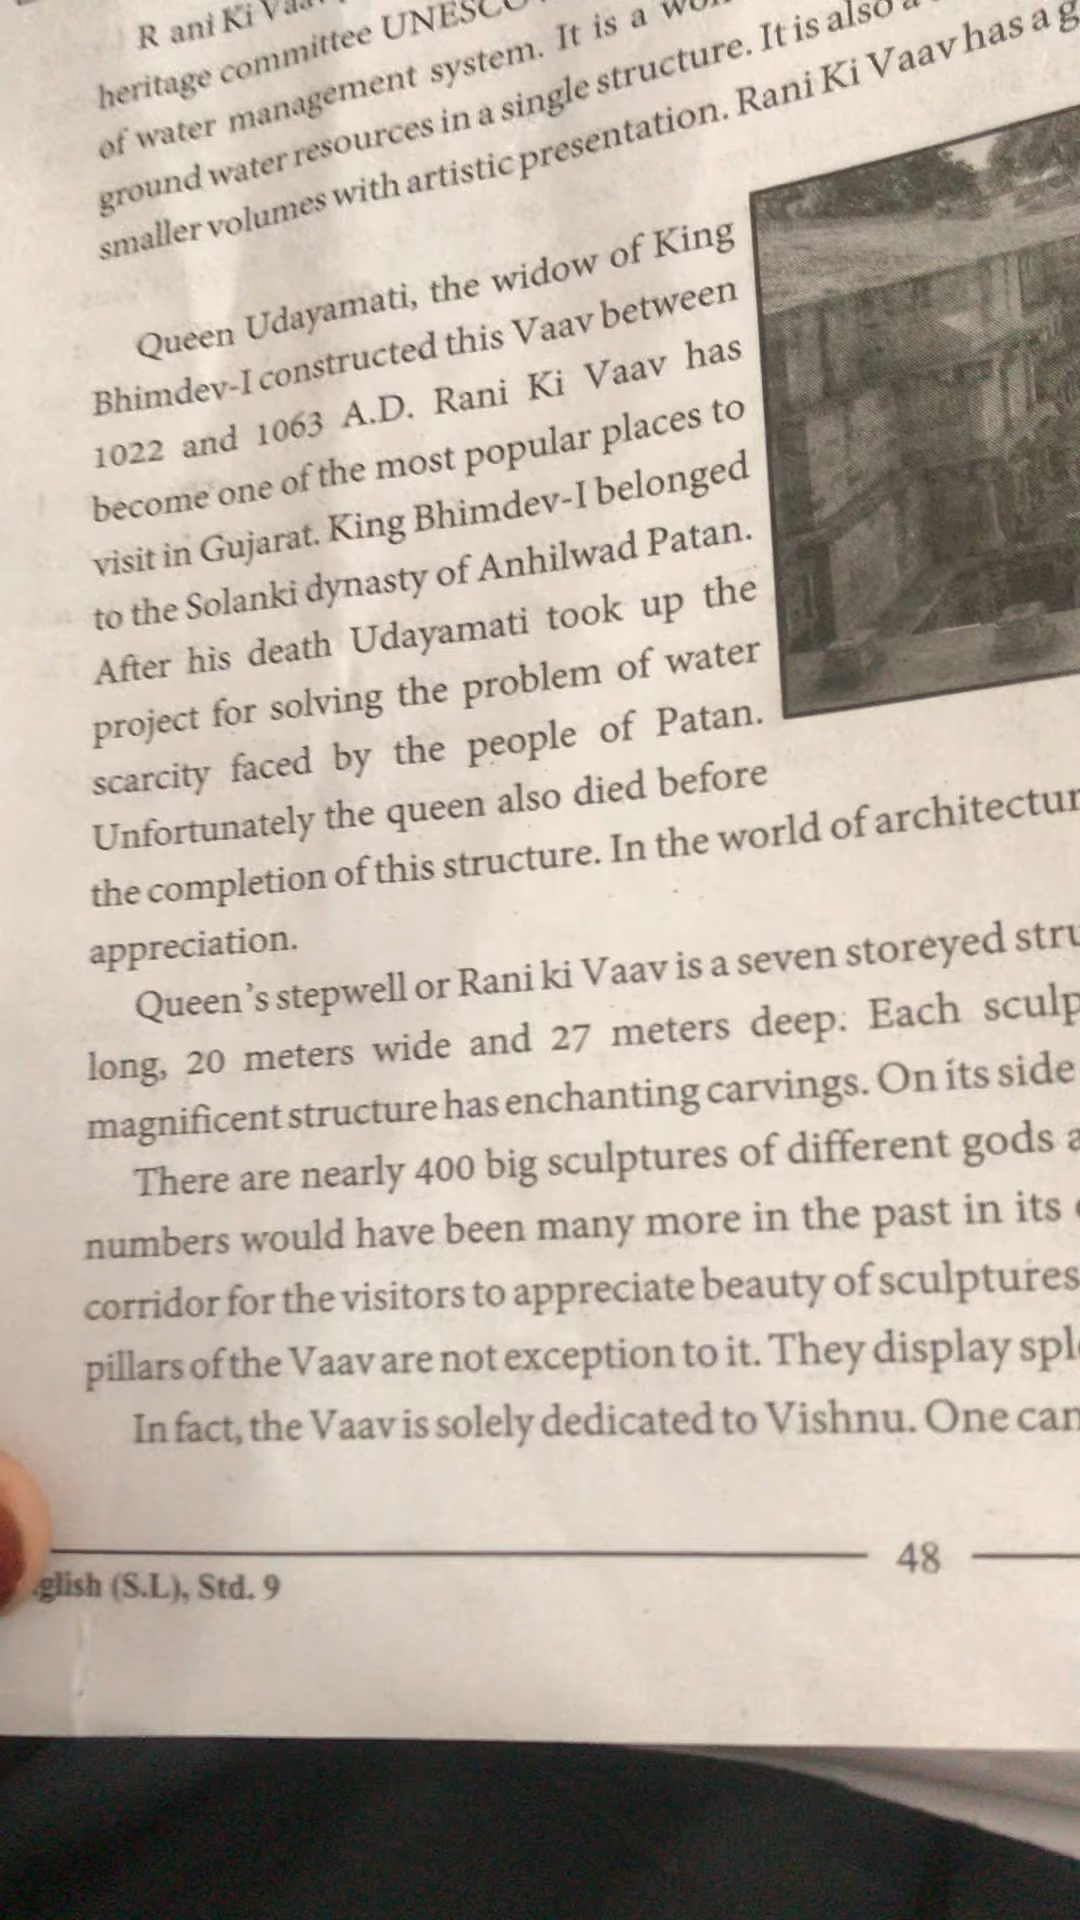 R ani Ki
heritage committee UNESCO
of water management system. It is a
ground water resources in a single structure. It is also a
smaller volumes with artistic presentation. Rani Ki Vaav has a
Queen Udayamati, the widow of King
Bhimdev-I constructed this Vaav between
1022 and 1063 A.D. Rani Ki Vaav has
become one of the most popular places to
visit in Gujarat. King Bhimdev-I belonged
to the Solanki dynasty of Anhilwad Patan.
After his death Udayamati took up the
project for solving the problem of water
scarcity faced by the people of Patan.
Unfortunately the queen also died before
the completion of this structure. In the world of
appreciation.
Queen's stepwell or Rani ki Vaav is a seven storeyed
long, 20 meters wide and 27 meters deep. Each
magnificent structure has enchanting carvings. On its side
There are nearly 400 big sculptures of different gods
numbers would have been many more in the past in its
corridor for the visitors to appreciate beauty of sculptures
pillars of the Vaav are not exception to it. They display
In fact, the Vaav is solely dedicated to Vishnu. One can
48
glish (S.L), Std. 9